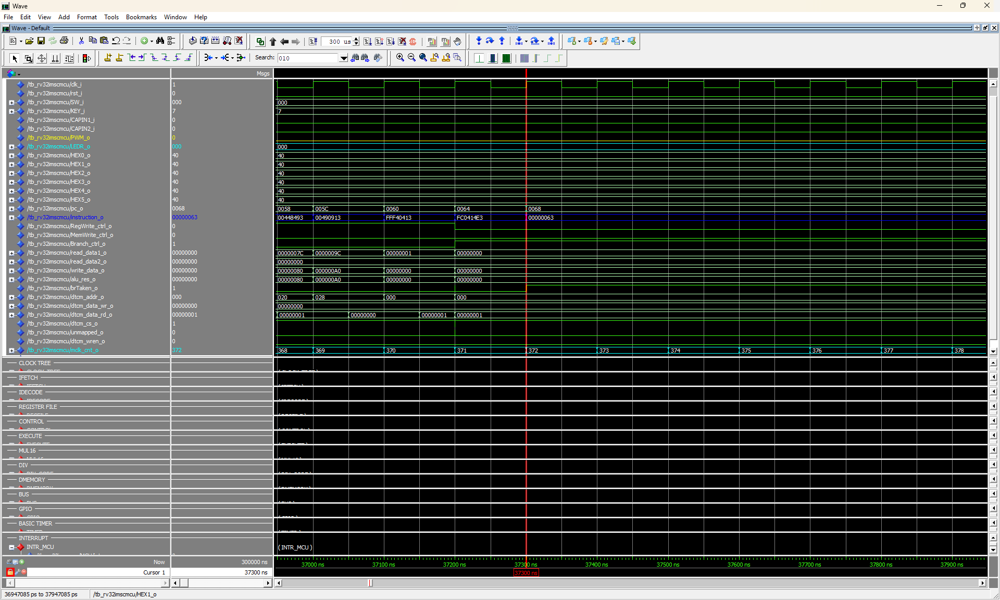 Wave
File Edit View Add Format Tools Bookmarks Window Help
Wave - Default
300 us
Search: 010
Msgs
/tb_rv32imscmcu/clk_i 1
/tb_rv32imscmcu/rst_i 0
/tb_rv32imscmcu/SW_i 000 000
/tb_rv32imscmcu/KEY_i 7 7
/tb_rv32imscmcu/CAPIN1_i 0
/tb_rv32imscmcu/CAPIN2_i 0
/tb_rv32imscmcu/PWM_o 0
/tb_rv32imscmcu/LEDR_o 000 000
/tb_rv32imscmcu/HEX0_o 40 40
/tb_rv32imscmcu/HEX1_o 40 40
/tb_rv32imscmcu/HEX2_o 40 40
/tb_rv32imscmcu/HEX3_o 40 40
/tb_rv32imscmcu/HEX4_o 40 40
/tb_rv32imscmcu/HEX5_o 40 40
/tb_rv32imscmcu/pc_o 0068 0058 005C 0060 0064 0068
/tb_rv32imscmcu/instruction_o 00000063 00448493 00490913 FFF40413 FC0414E3 00000063
/tb_rv32imscmcu/RegWrite_ctrl_o 0
/tb_rv32imscmcu/MemWrite_ctrl_o 0
/tb_rv32imscmcu/Branch_ctrl_o 1
/tb_rv32imscmcu/read_data1_o 00000000 0000007C 0000009C 00000001 00000000
/tb_rv32imscmcu/read_data2_o 00000000 00000000
/tb_rv32imscmcu/write_data_o 00000000 00000080 000000A0 00000000 00000000
/tb_rv32imscmcu/alu_res_o 00000000 00000080 000000A0 00000000 00000000
/tb_rv32imscmcu/brTaken_o 1
/tb_rv32imscmcu/dtcm_addr_o 000 020 028 000 000
/tb_rv32imscmcu/dtcm_data_wr_o 00000000 00000000
/tb_rv32imscmcu/dtcm_data_rd_o 00000001 00000001 00000000 00000001 00000001
/tb_rv32imscmcu/dtcm_cs_o 1
/tb_rv32imscmcu/unmapped_o 0
/tb_rv32imscmcu/dtcm_wren_o 0
/tb_rv32imscmcu/mclk_cnt_o 372 368 369 370 371 372 373 374 375 376 377 378
CLOCK TREE
IFETCH
IDECODE
REGISTER FILE
CONTROL
EXECUTE
MUL16
DIV
DMEMORY
BUS
GPIO
BASIC TIMER
INTERRUPT
INTR_MCU ( INTR_MCU )
Now 300000 ns 37000 ns 37100 ns 37200 ns 37300 ns 37400 ns 37500 ns 37600 ns 37700 ns 37800 ns 37900 ns
Cursor 1 37300 ns 37300 ns
36947085 ps to 37947085 ps /tb_rv32imscmcu/HEX1_o